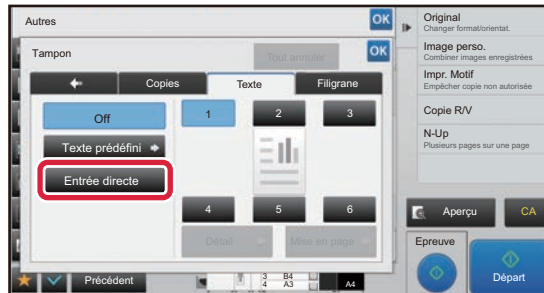 Autres
OK
Tampon
Tout annuler
OK
Copies
Texte
Filigrane
Off
Texte prédéfini
Entrée directe
1
2
3
4
5
6
Détail
Mise en page
Précédent
3 B4
4 A3
A4
Original
Changer format/orientat.
Image perso.
Combiner images enregistrées
Impr. Motif
Empêcher copie non autorisée
Copie R/V
N-Up
Plusieurs pages sur une page
Aperçu
CA
Epreuve
Départ